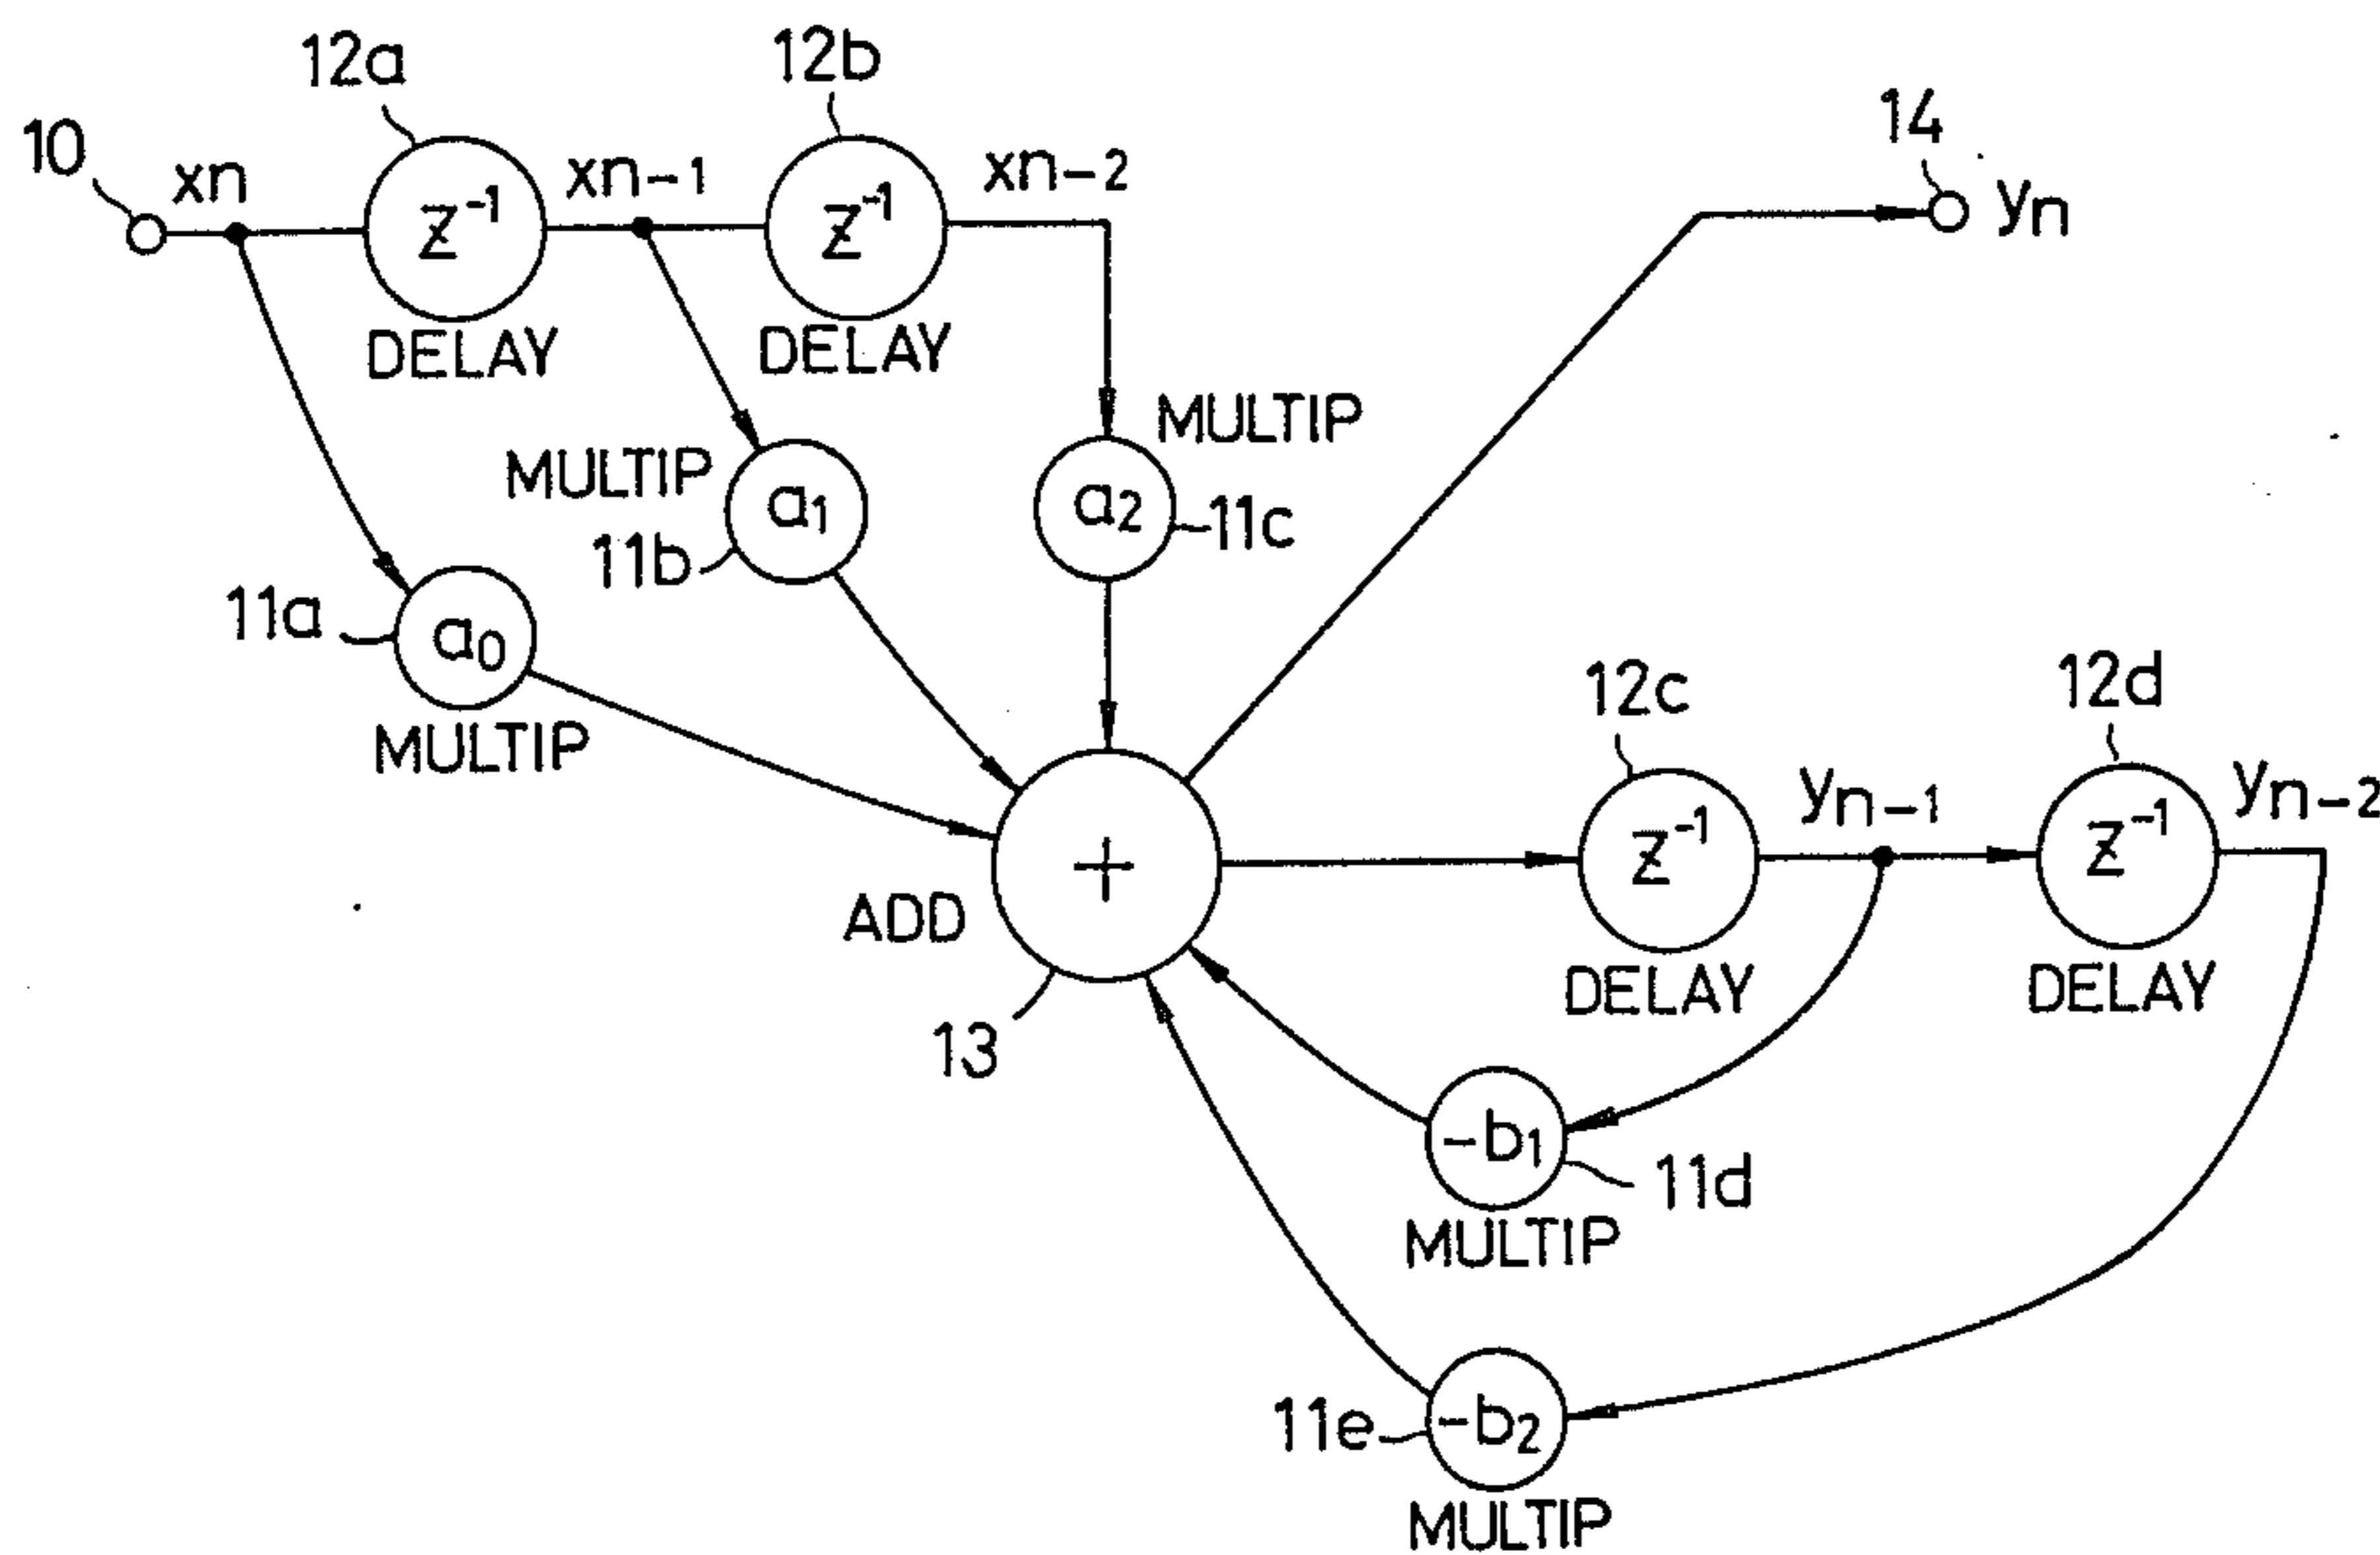 12a
12b
10
xn
xn-1
xn-2
14
yn
z⁻¹
z⁻¹
DELAY
DELAY
MULTIP
MULTIP
a₁
a₂
11b
11c
11a
a₀
MULTIP
12c
12d
yn-1
yn-2
z⁻¹
z⁻¹
+
ADD
DELAY
DELAY
13
-b₁
11d
MULTIP
11e
-b₂
MULTIP